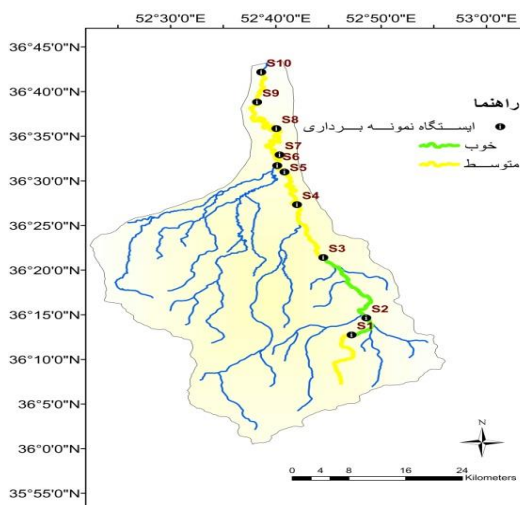 52°30'0"E 52°40'0"E 52°50'0"E 53°0'0"E
36°45'0"N
36°40'0"N
36°35'0"N
36°30'0"N
36°25'0"N
36°20'0"N
36°15'0"N
36°10'0"N
36°5'0"N
36°0'0"N
35°55'0"N
S10
S9
S8
S7
S6
S5
S4
S3
S2
S1
راهنما
ایستگاه نمونه برداری
خوب
متوسط
N
0 4 8 16 24
Kilometers